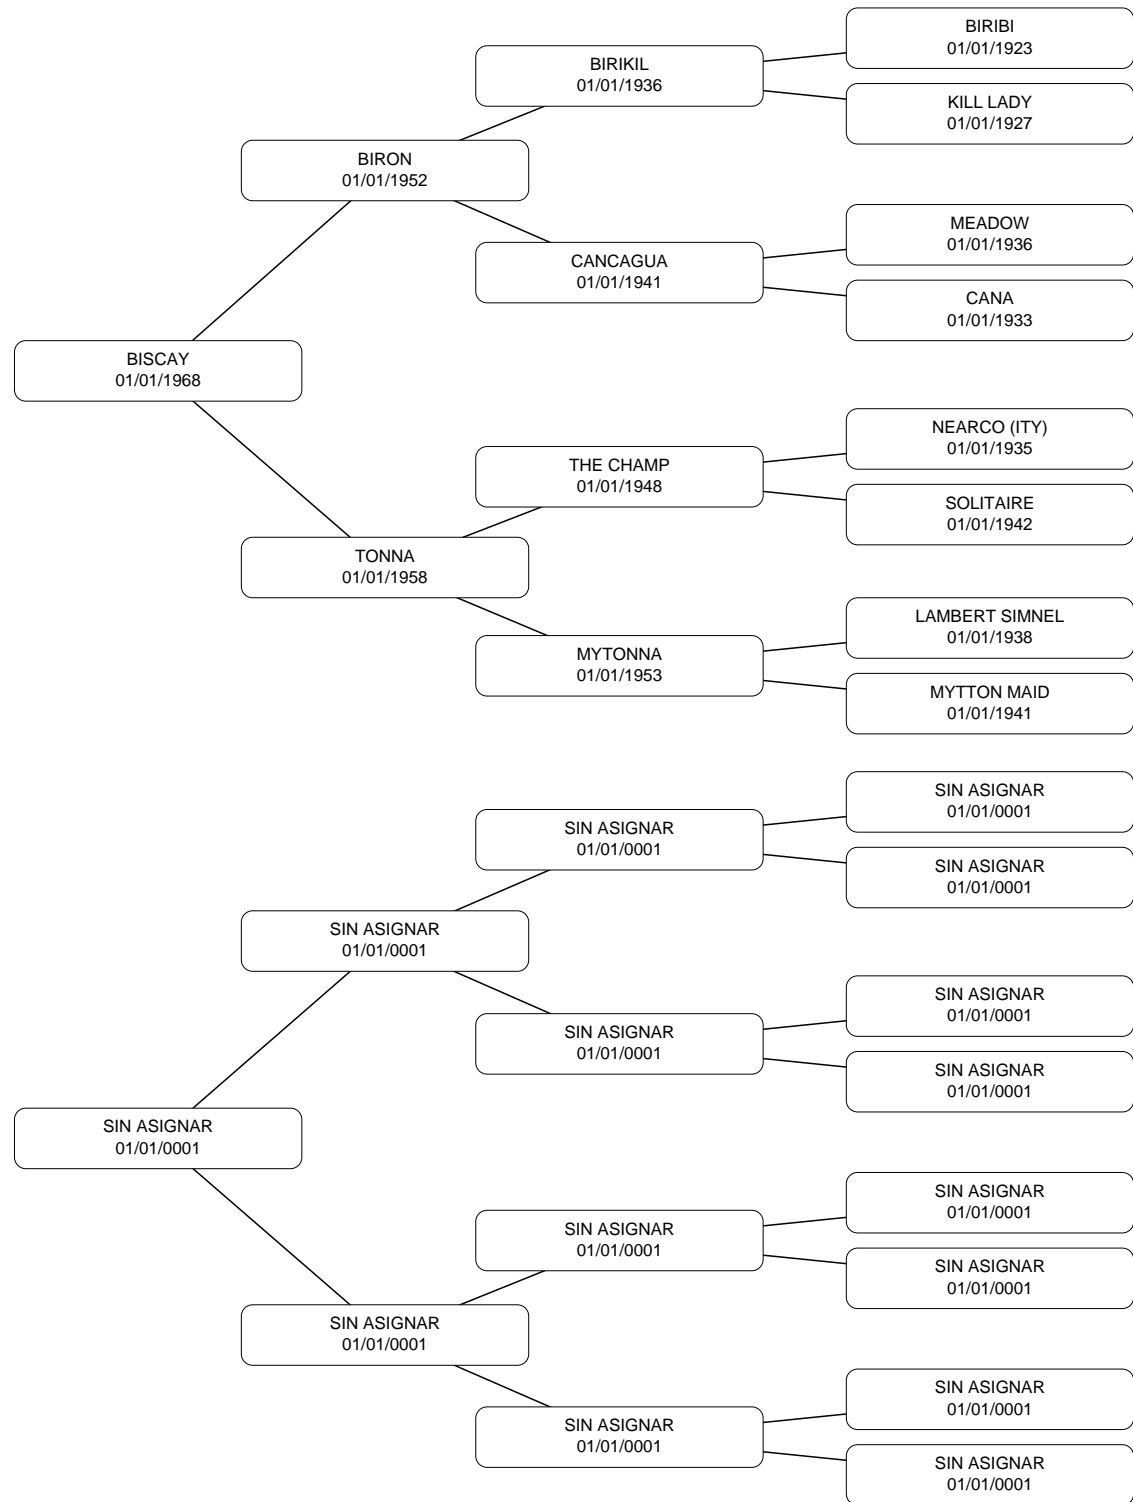 BIRIBI
01/01/1923
BIRIKIL
01/01/1936
KILL LADY
01/01/1927
BIRON
01/01/1952
MEADOW
01/01/1936
CANCAGUA
01/01/1941
CANA
01/01/1933
BISCAY
01/01/1968
NEARCO (ITY)
01/01/1935
THE CHAMP
01/01/1948
SOLITAIRE
01/01/1942
TONNA
01/01/1958
LAMBERT SIMNEL
01/01/1938
MYTONNA
01/01/1953
MYTTON MAID
01/01/1941
SIN ASIGNAR
01/01/0001
SIN ASIGNAR
01/01/0001
SIN ASIGNAR
01/01/0001
SIN ASIGNAR
01/01/0001
SIN ASIGNAR
01/01/0001
SIN ASIGNAR
01/01/0001
SIN ASIGNAR
01/01/0001
SIN ASIGNAR
01/01/0001
SIN ASIGNAR
01/01/0001
SIN ASIGNAR
01/01/0001
SIN ASIGNAR
01/01/0001
SIN ASIGNAR
01/01/0001
SIN ASIGNAR
01/01/0001
SIN ASIGNAR
01/01/0001
SIN ASIGNAR
01/01/0001